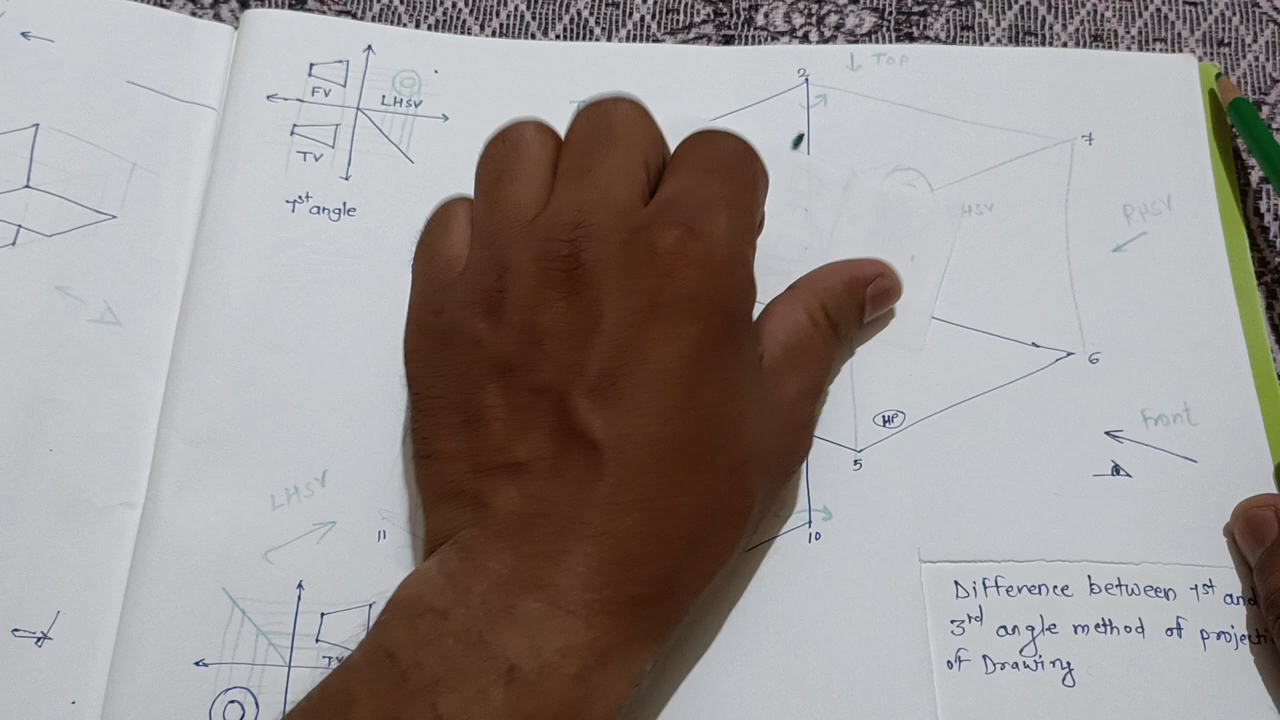 FV
LHSV
TV
1st angle
2
TOP
7
HSV
RHSV
6
HP
5
Front
LHSV
11
10
TV
Difference between 1st and
3rd angle method of
of Drawing